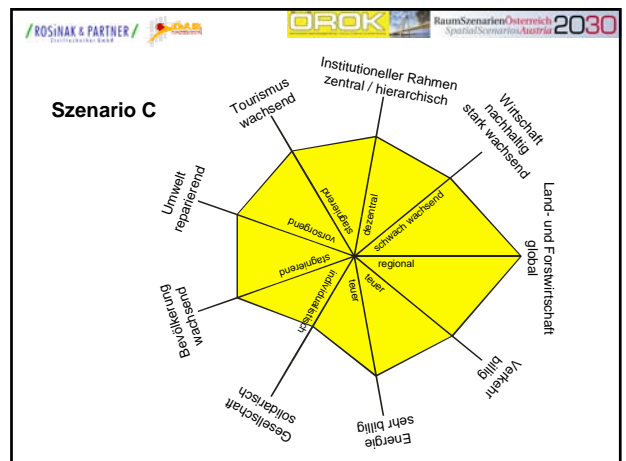 / ROSiNAK & PARTNER /
Ziviltechniker GmbH
ÖROK
RaumSzenarienÖsterreich 2030
SpatialScenariosAustria
Szenario C
Institutioneller Rahmen
zentral / hierarchisch
Wirtschaft
nachhaltig
stark wachsend
Land- und Forstwirtschaft
global
Verkehr
billig
Energie
sehr billig
Gesellschaft
solidarisch
Bevölkerung
wachsend
Umwelt
reparierend
Tourismus
wachsend
dezentral
schwach wachsend
regional
teuer
teuer
individualistisch
stagnierend
vorsorgend
stagnierend